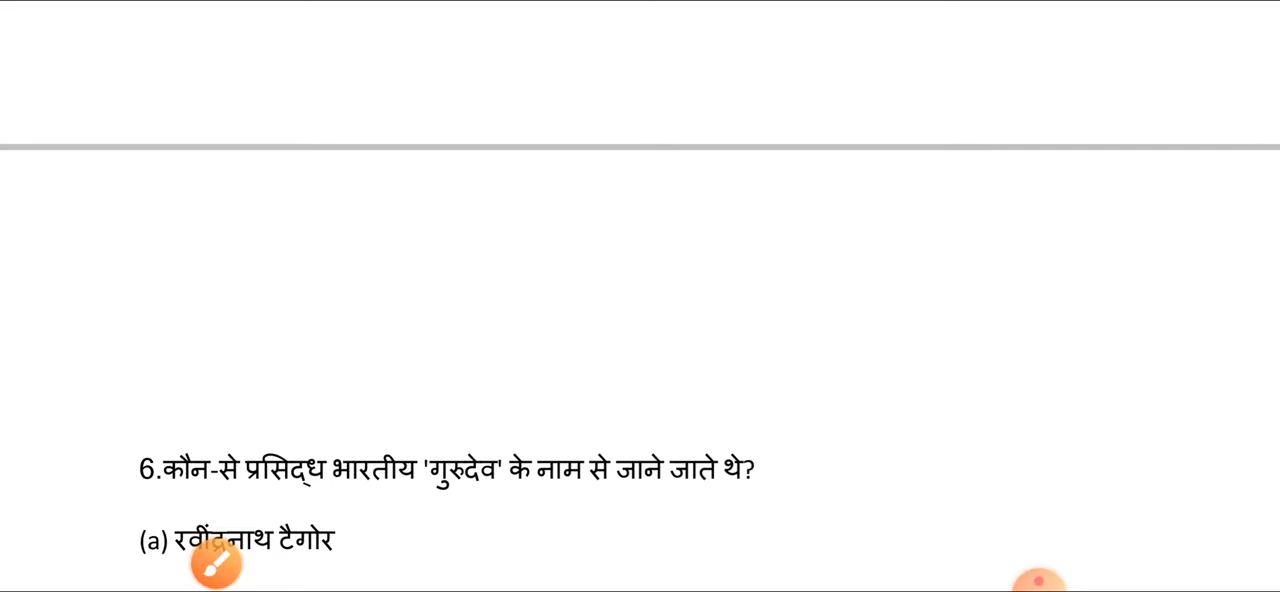 6.कौन-से प्रसिद्ध भारतीय 'गुरुदेव' के नाम से जाने जाते थे?
(a) रवींद्रनाथ टैगोर